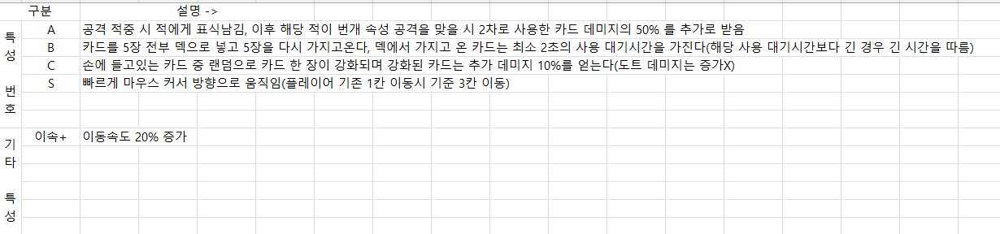 구분 설명 ->
특성 번호
A 공격 적중 시 적에게 표식남김, 이후 해당 적이 번개 속성 공격을 맞을 시 2차로 사용한 카드 데미지의 50% 를 추가로 받음
B 카드를 5장 전부 덱으로 넣고 5장을 다시 가지고온다, 덱에서 가지고 온 카드는 최소 2초의 사용 대기시간을 가진다(해당 사용 대기시간보다 긴 경우 긴 시간을 따름)
C 손에 들고있는 카드 중 랜덤으로 카드 한 장이 강화되며 강화된 카드는 추가 데미지 10%를 얻는다(도트 데미지는 증가X)
S 빠르게 마우스 커서 방향으로 움직임(플레이어 기존 1칸 이동시 기준 3칸 이동)
기타 특성
이속+ 이동속도 20% 증가